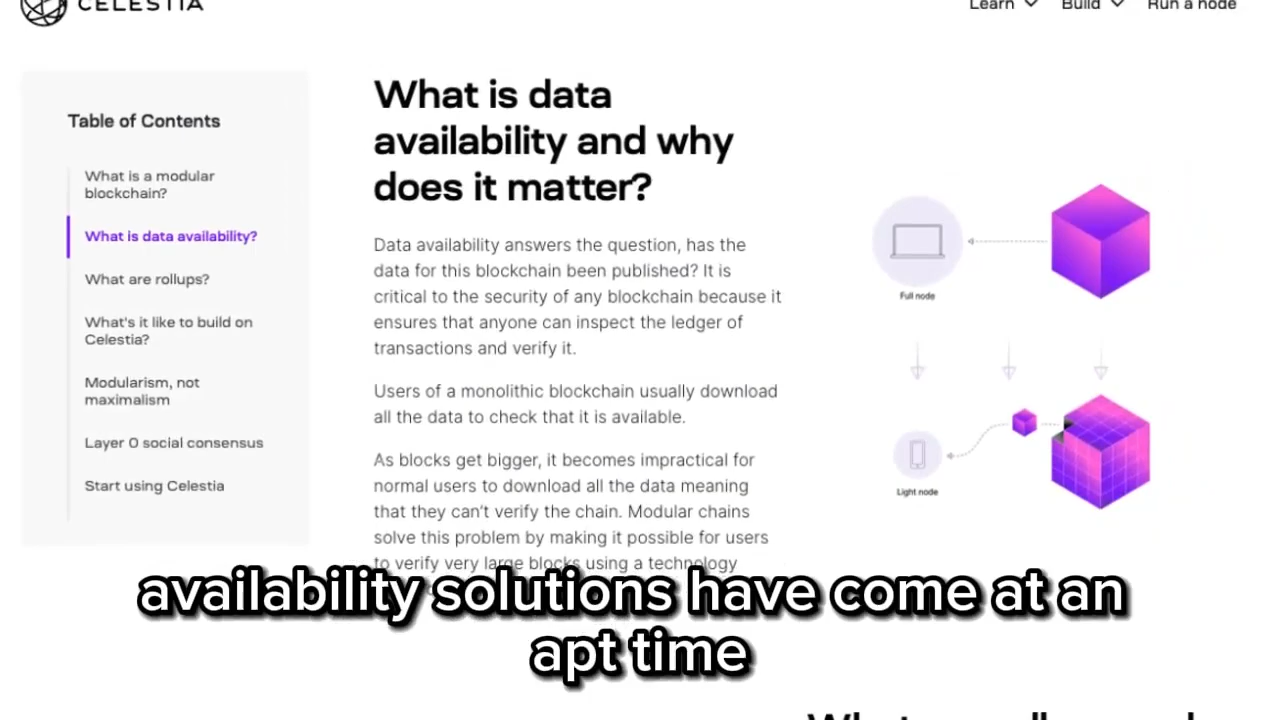 CELESTIA
Learn
Build
Run a node
Table of Contents
What is a modular
blockchain?
What is data availability?
What are rollups?
What's it like to build on
Celestia?
Modularism, not
maximalism
Layer 0 social consensus
Start using Celestia
What is data
availability and why
does it matter?
Data availability answers the question, has the
data for this blockchain been published? It is
critical to the security of any blockchain because it
ensures that anyone can inspect the ledger of
transactions and verify it.
Users of a monolithic blockchain usually download
all the data to check that it is available.
As blocks get bigger, it becomes impractical for
normal users to download all the data meaning
that they can't verify the chain. Modular chains
solve this problem by making it possible for users
to verify very large blocks using a technology
Full node
Light node
availability solutions have come at an
apt time